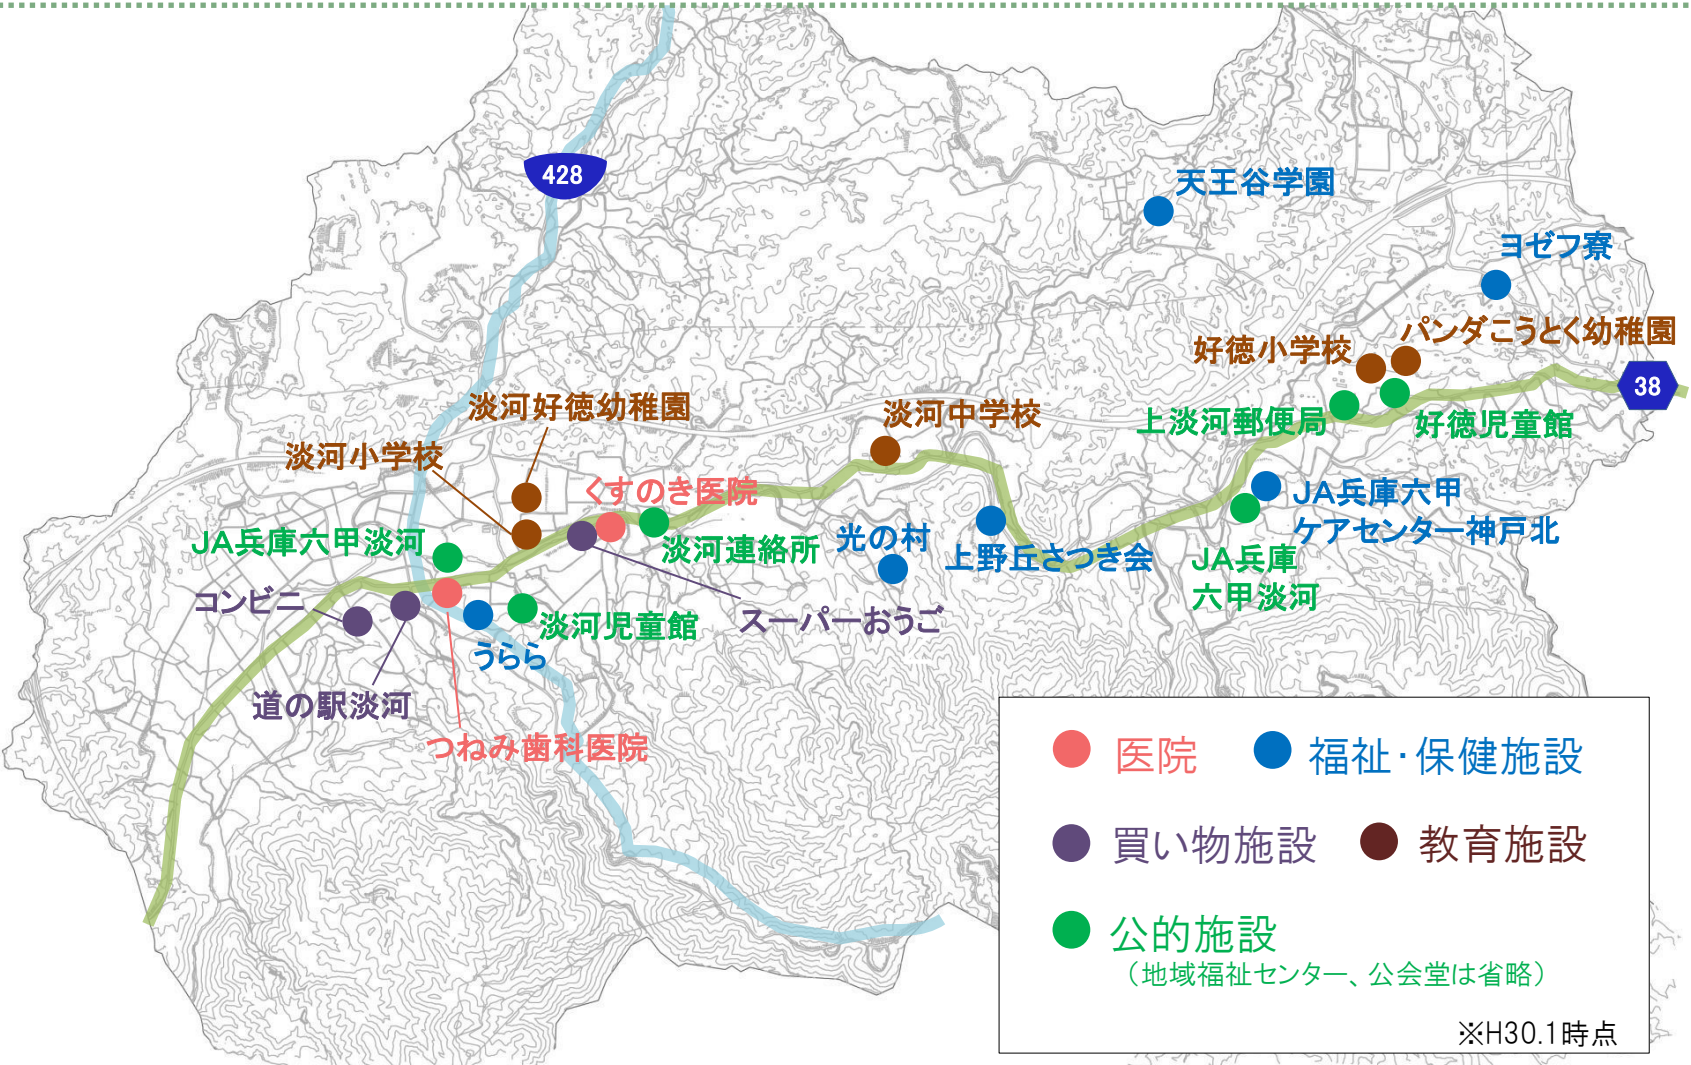 428
天王谷学園
ヨゼフ寮
パンダこうとく幼稚園
好徳小学校
38
淡河好徳幼稚園
淡河中学校
上淡河郵便局
好徳児童館
淡河小学校
くすのき医院
JA兵庫六甲
ケアセンター神戸北
JA兵庫六甲淡河
淡河連絡所
光の村
上野丘さつき会
JA兵庫
六甲淡河
コンビニ
スーパーおうご
淡河児童館
うらら
道の駅淡河
つねみ歯科医院
医院
福祉・保健施設
買い物施設
教育施設
公的施設
（地域福祉センター、公会堂は省略）
※H30.1時点